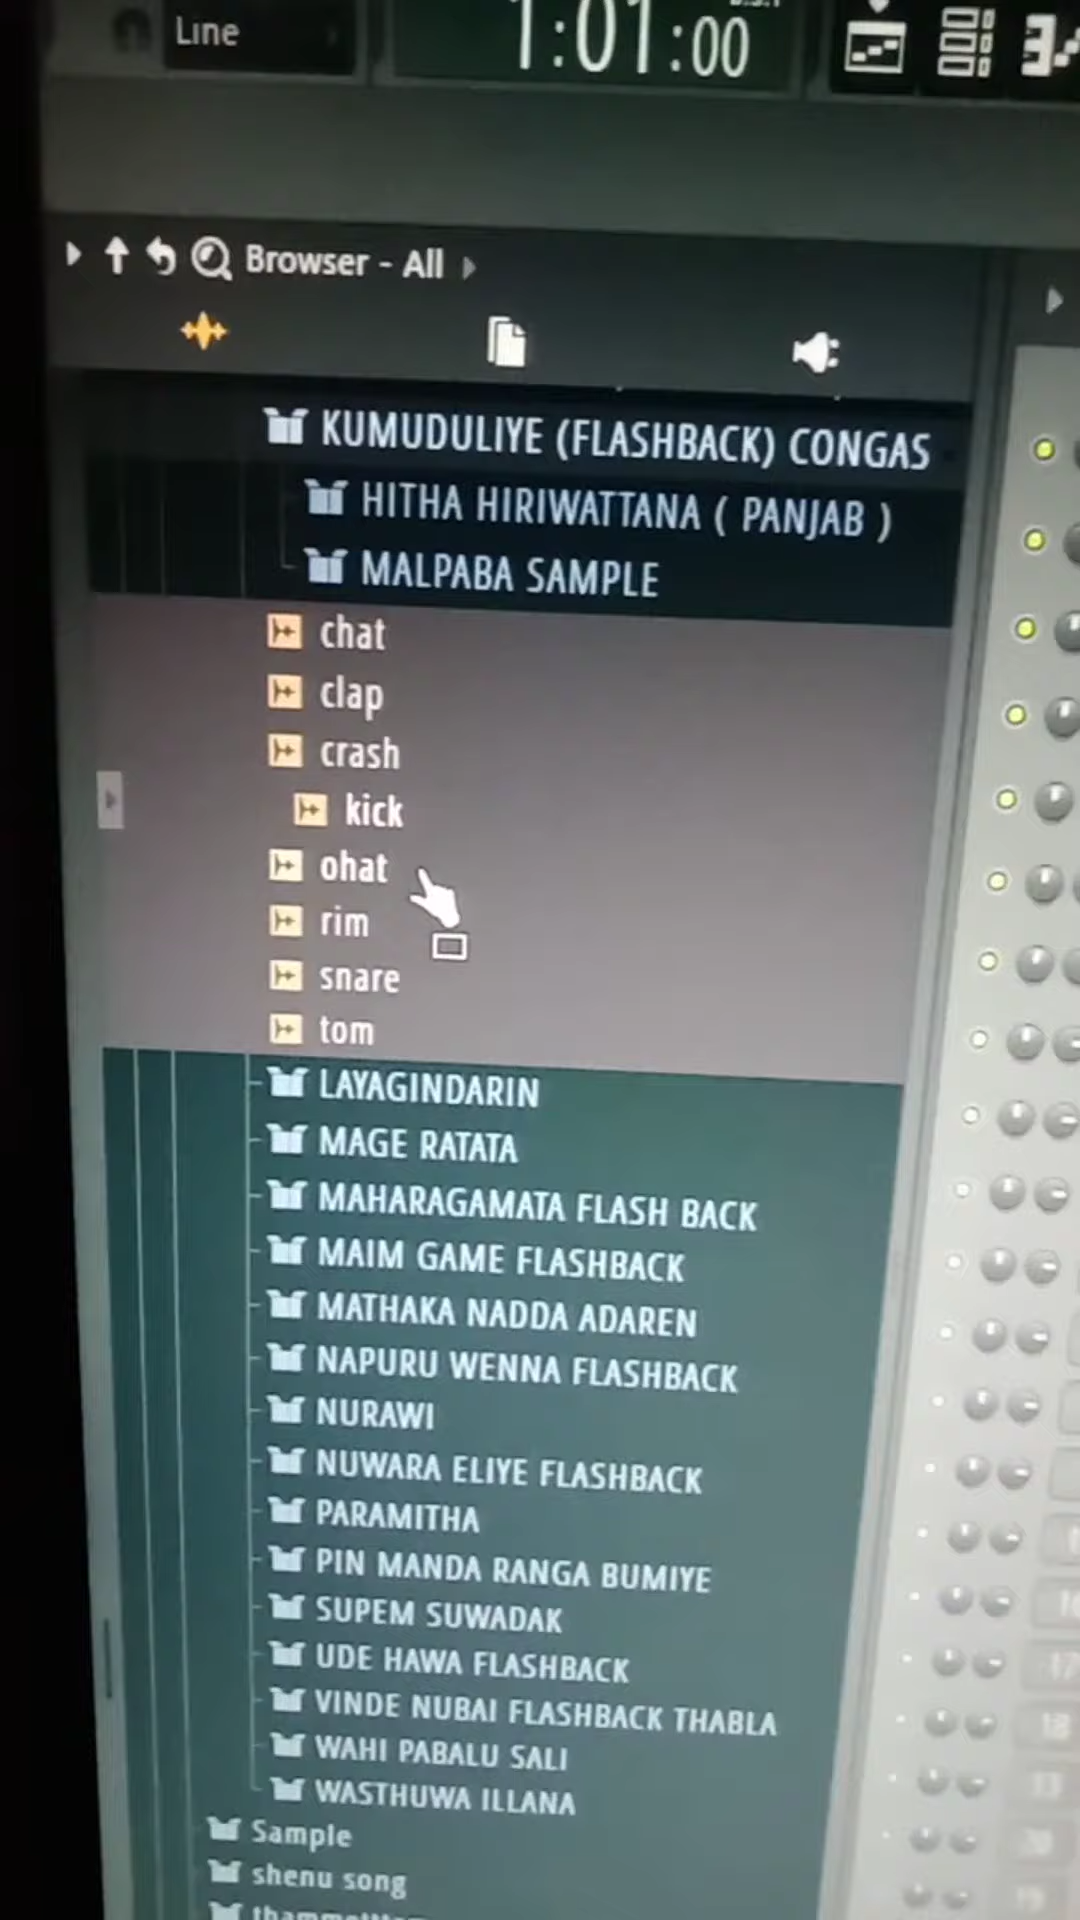 Line
1:01:00
Browser - All
KUMUDULIYE (FLASHBACK) CONGAS
HITHA HIRIWATTANA ( PANJAB )
MALPABA SAMPLE
chat
clap
crash
kick
ohat
rim
snare
tom
LAYAGINDARIN
MAGE RATATA
MAHARAGAMATA FLASH BACK
MAIM GAME FLASHBACK
MATHAKA NADDA ADAREN
NAPURU WENNA FLASHBACK
NURAWI
NUWARA ELIYE FLASHBACK
PARAMITHA
PIN MANDA RANGA BUMIYE
SUPEM SUWADAK
UDE HAWA FLASHBACK
17
VINDE NUBAI FLASHBACK THABLA
18
WAHI PABALU SALI
WASTHUWA ILLANA
Sample
shenu song